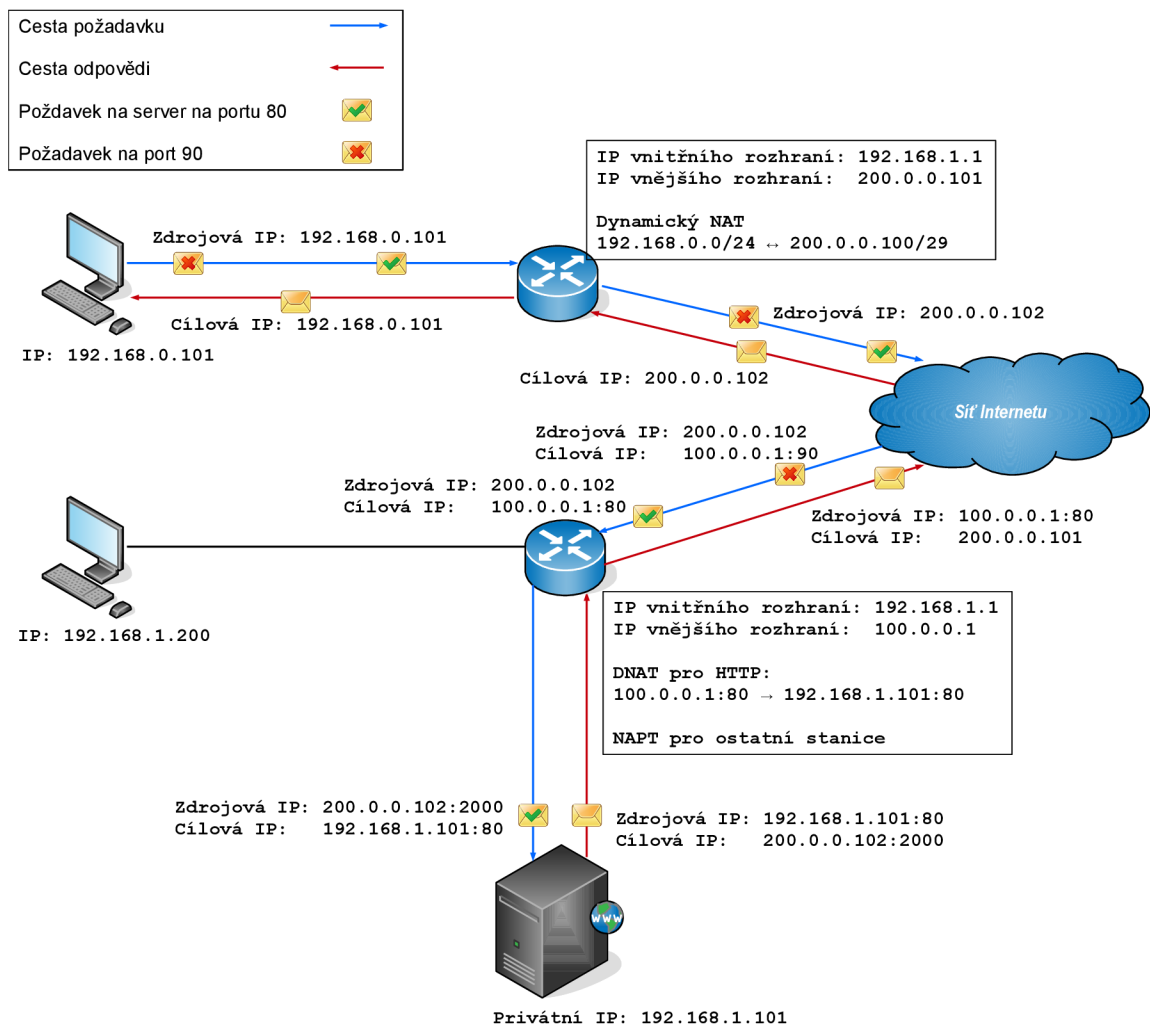 Cesta požadavku
Cesta odpovědi
Poždavek na server na portu 80
Požadavek na port 90
IP vnitřního rozhraní: 192.168.1.1
IP vnějšího rozhraní: 200.0.0.101
Dynamický NAT
192.168.0.0/24 ↔ 200.0.0.100/29
Zdrojová IP: 192.168.0.101
Cílová IP: 192.168.0.101
IP: 192.168.0.101
Zdrojová IP: 200.0.0.102
Cílová IP: 200.0.0.102
Síť Internetu
Zdrojová IP: 200.0.0.102
Cílová IP: 100.0.0.1:90
Zdrojová IP: 200.0.0.102
Cílová IP: 100.0.0.1:80
Zdrojová IP: 100.0.0.1:80
Cílová IP: 200.0.0.101
IP: 192.168.1.200
IP vnitřního rozhraní: 192.168.1.1
IP vnějšího rozhraní: 100.0.0.1
DNAT pro HTTP:
100.0.0.1:80 → 192.168.1.101:80
NAPT pro ostatní stanice
Zdrojová IP: 200.0.0.102:2000
Cílová IP: 192.168.1.101:80
Zdrojová IP: 192.168.1.101:80
Cílová IP: 200.0.0.102:2000
www
Privátní IP: 192.168.1.101